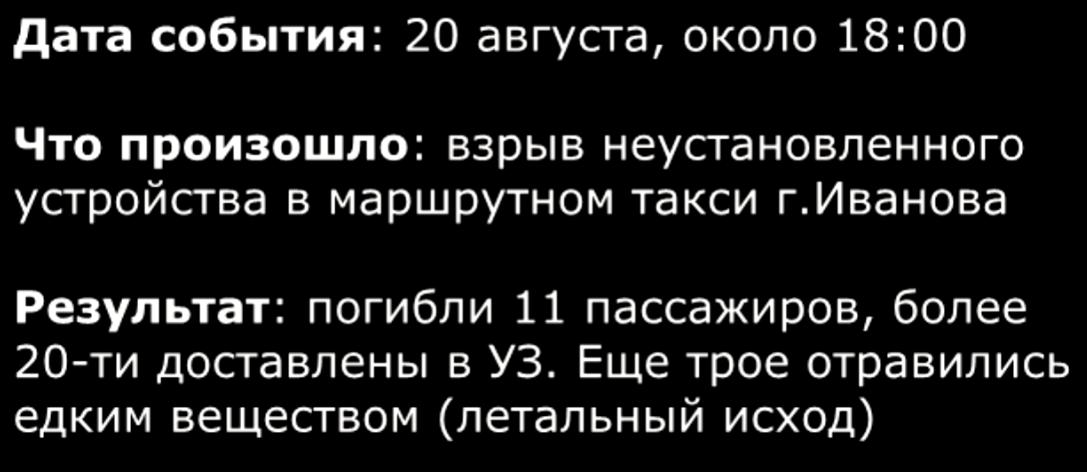 Дата события: 20 августа, около 18:00
Что произошло: взрыв неустановленного
устройства в маршрутном такси г.Иванова
Результат: погибли 11 пассажиров, более
20-ти доставлены в УЗ. Еще трое отравились
едким веществом (летальный исход)